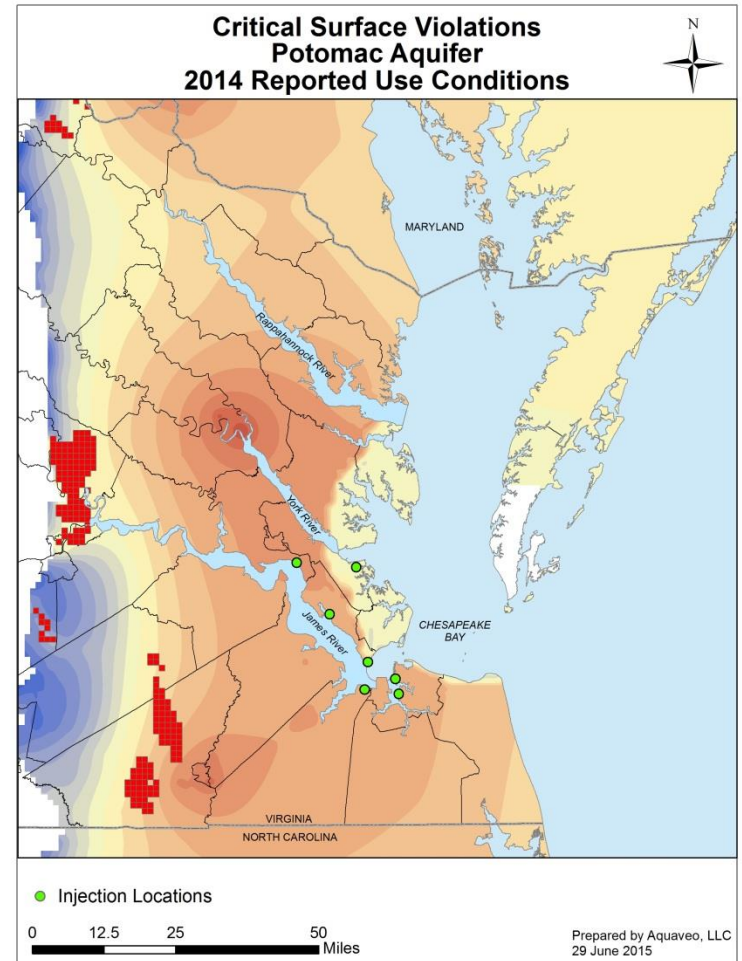 Critical Surface Violations
Potomac Aquifer
2014 Reported Use Conditions
N
MARYLAND
Rappahannock River
York River
James River
CHESAPEAKE
BAY
VIRGINIA
NORTH CAROLINA
Injection Locations
0 12.5 25 50
Miles
Prepared by Aquaveo, LLC
29 June 2015